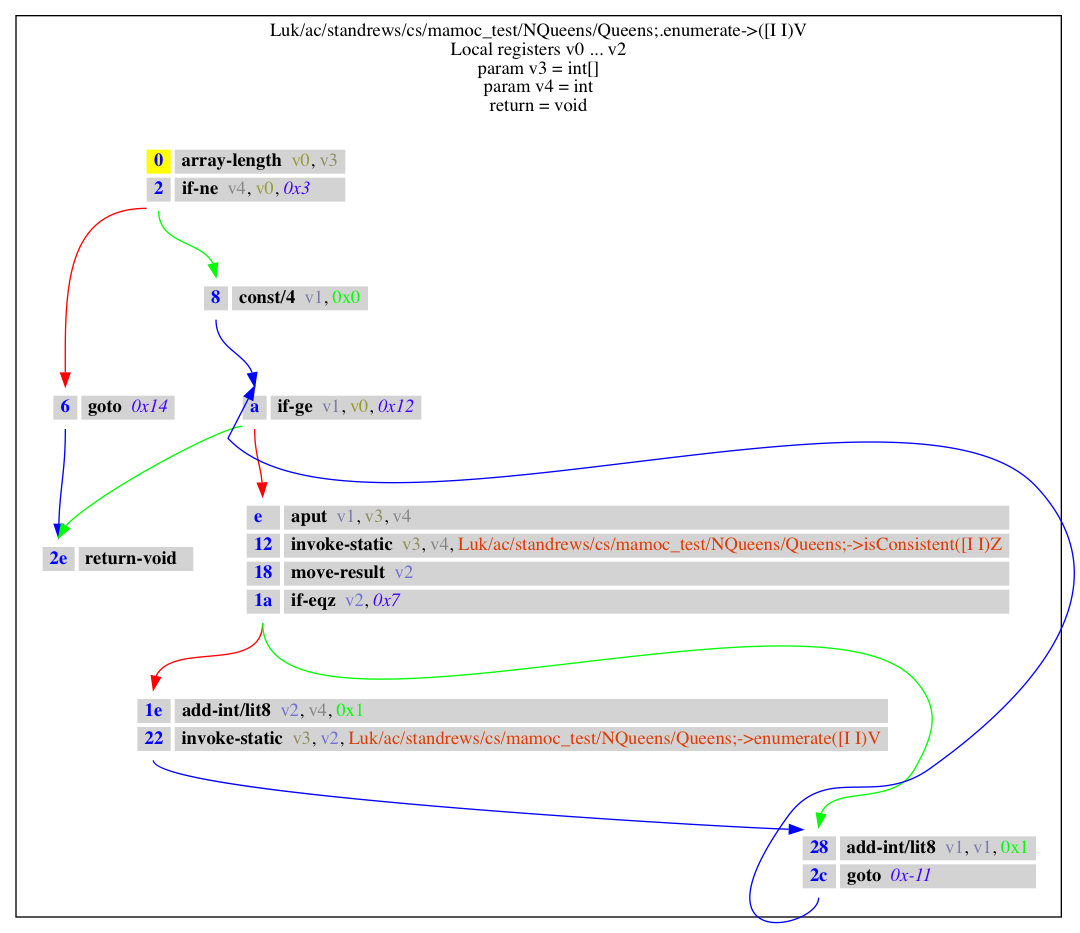 Luk/ac/standrews/cs/mamoc_test/NQueens/Queens;.enumerate->([I I)V
Local registers v0 ... v2
param v3 = int[]
param v4 = int
return = void
0 array-length v0, v3
2 if-ne v4, v0, 0x3
8 const/4 v1, 0x0
6 goto 0x14
a if-ge v1, v0, 0x12
e aput v1, v3, v4
12 invoke-static v3, v4, Luk/ac/standrews/cs/mamoc_test/NQueens/Queens;->isConsistent([I I)Z
2e return-void
18 move-result v2
1a if-eqz v2, 0x7
1e add-int/lit8 v2, v4, 0x1
22 invoke-static v3, v2, Luk/ac/standrews/cs/mamoc_test/NQueens/Queens;->enumerate([I I)V
28 add-int/lit8 v1, v1, 0x1
2c goto 0x-11